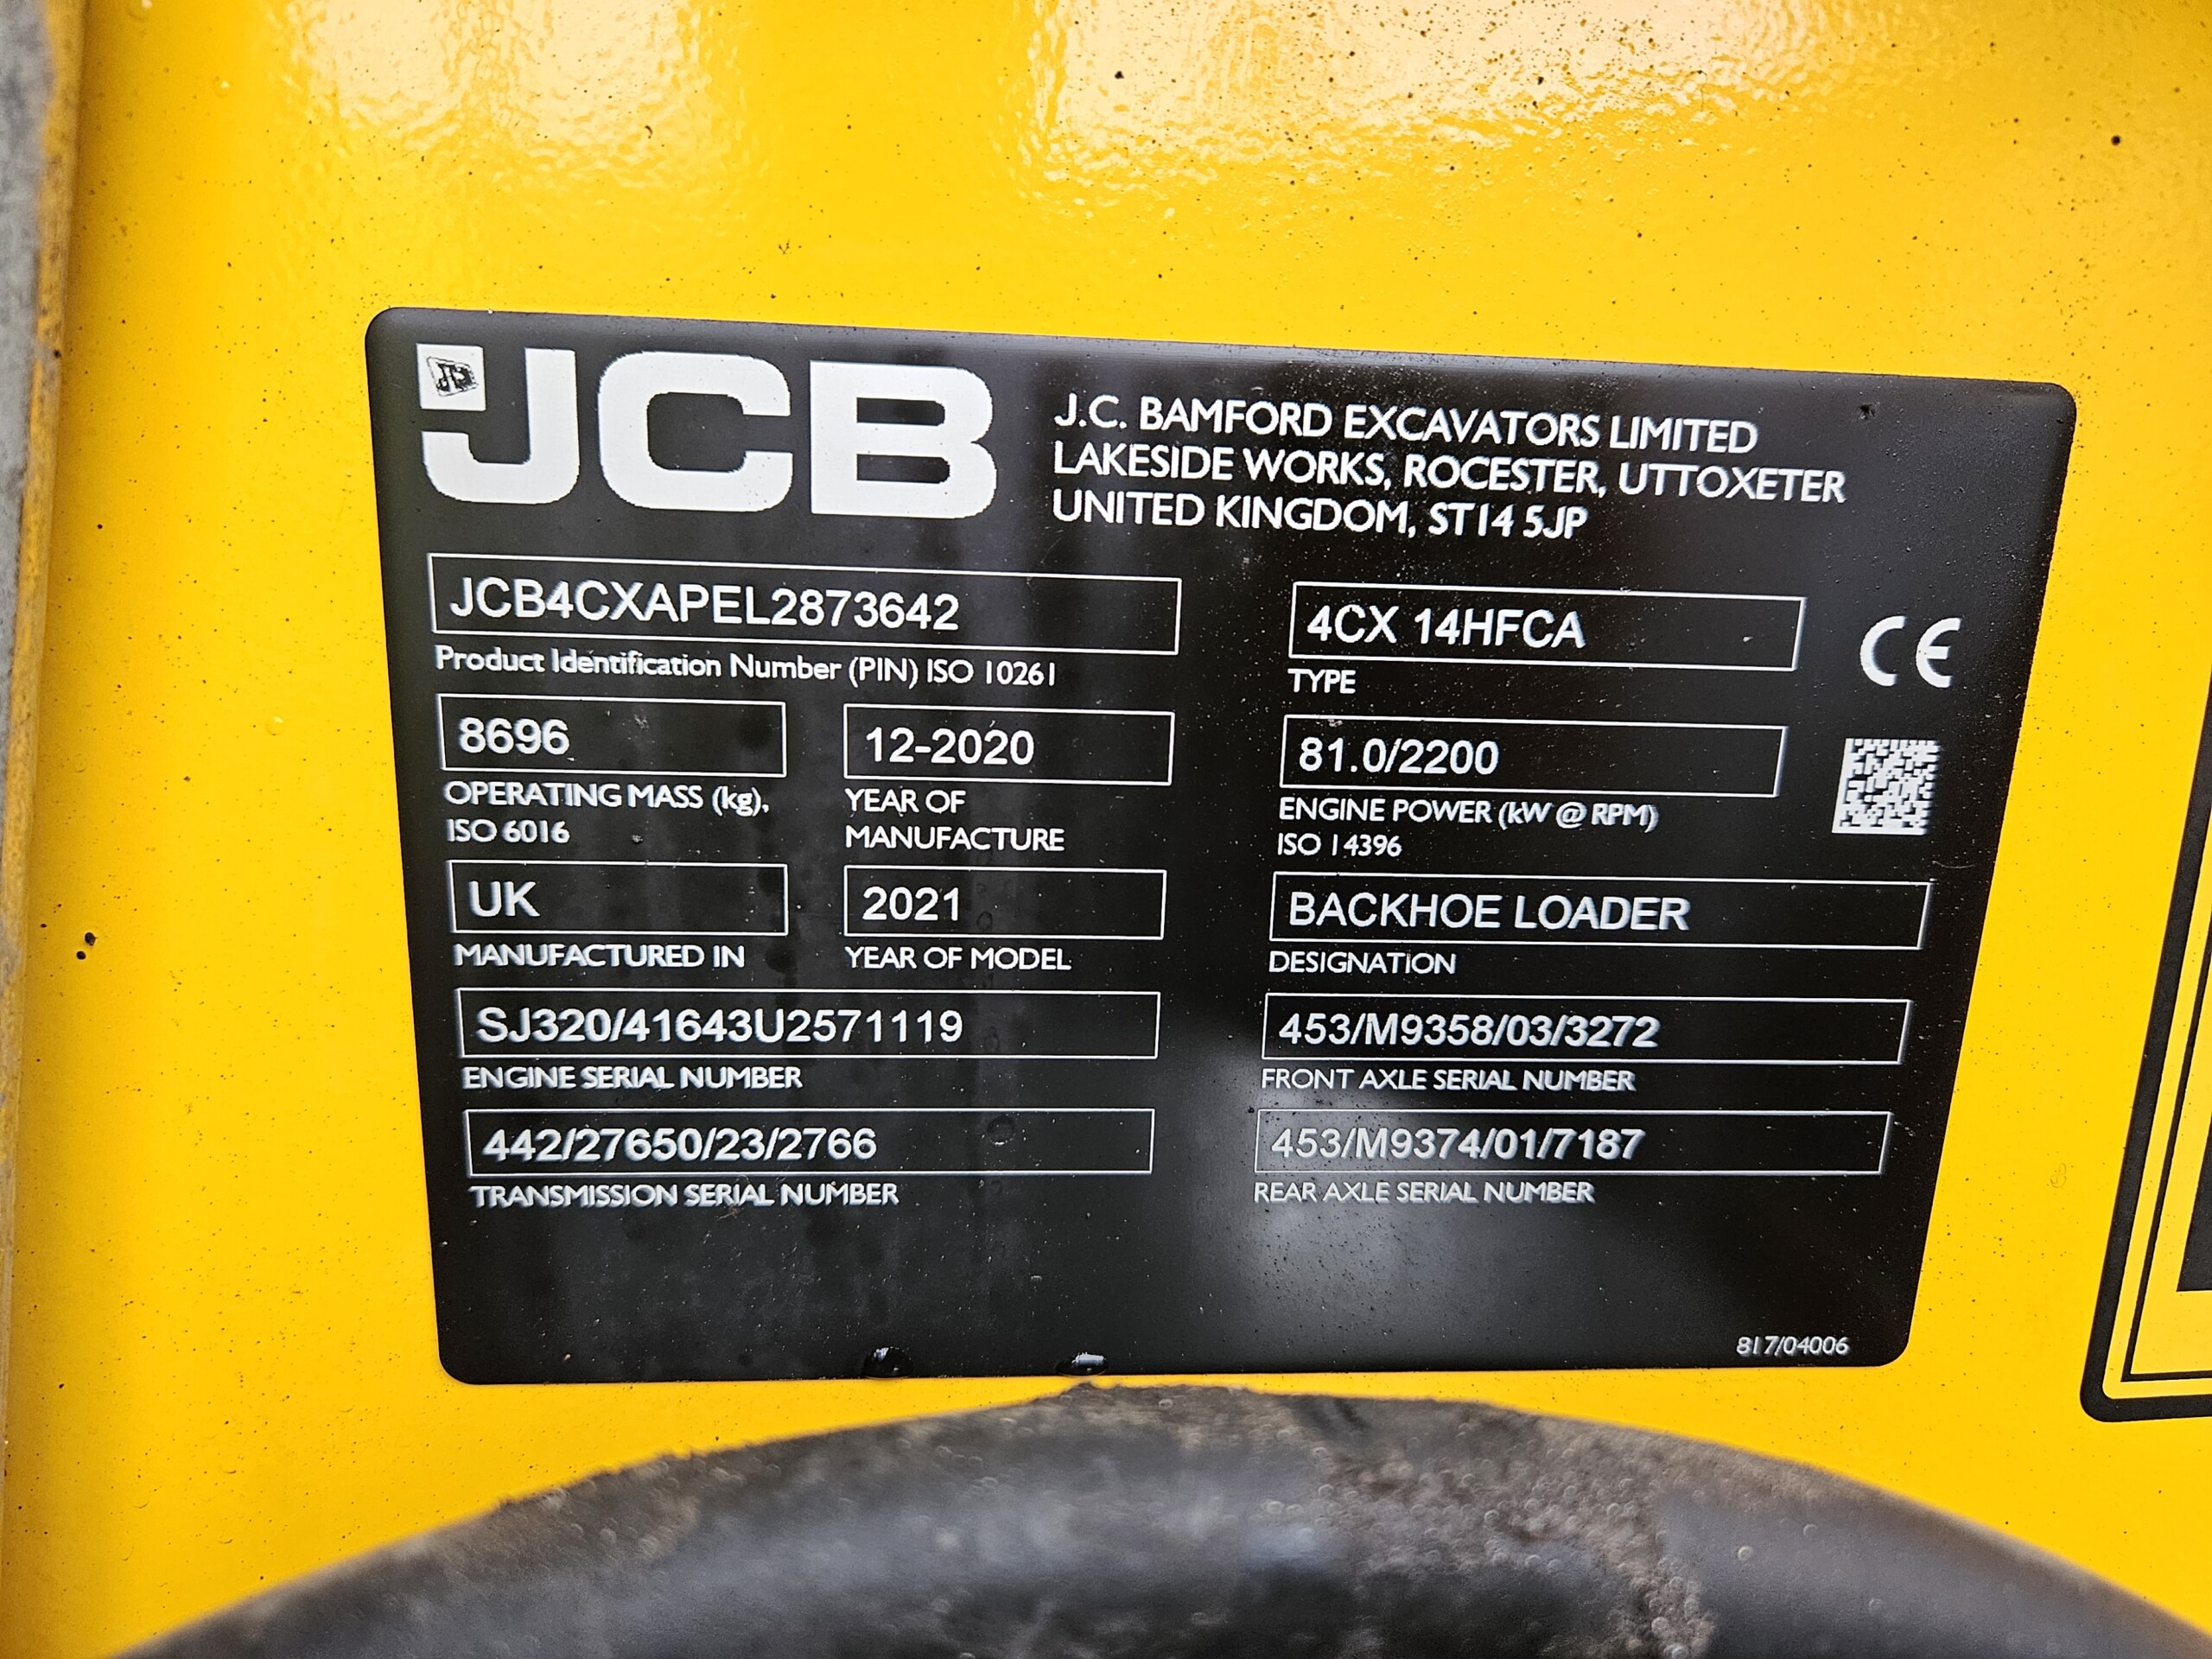 JCB
J.C. BAMFORD EXCAVATORS LIMITED
LAKESIDE WORKS, ROCESTER, UTTOXETER
UNITED KINGDOM, ST14 5JP
JCB4CXAPEL2873642
Product Identification Number (PIN) ISO 10261
4CX 14HFCA
TYPE
CE
8696
OPERATING MASS (kg),
ISO 6016
12-2020
YEAR OF
MANUFACTURE
81.0/2200
ENGINE POWER (kW @ RPM)
ISO 14396
UK
MANUFACTURED IN
2021
YEAR OF MODEL
BACKHOE LOADER
DESIGNATION
SJ320/41643U2571119
ENGINE SERIAL NUMBER
453/M9358/03/3272
FRONT AXLE SERIAL NUMBER
442/27650/23/2766
TRANSMISSION SERIAL NUMBER
453/M9374/01/7187
REAR AXLE SERIAL NUMBER
817/04006